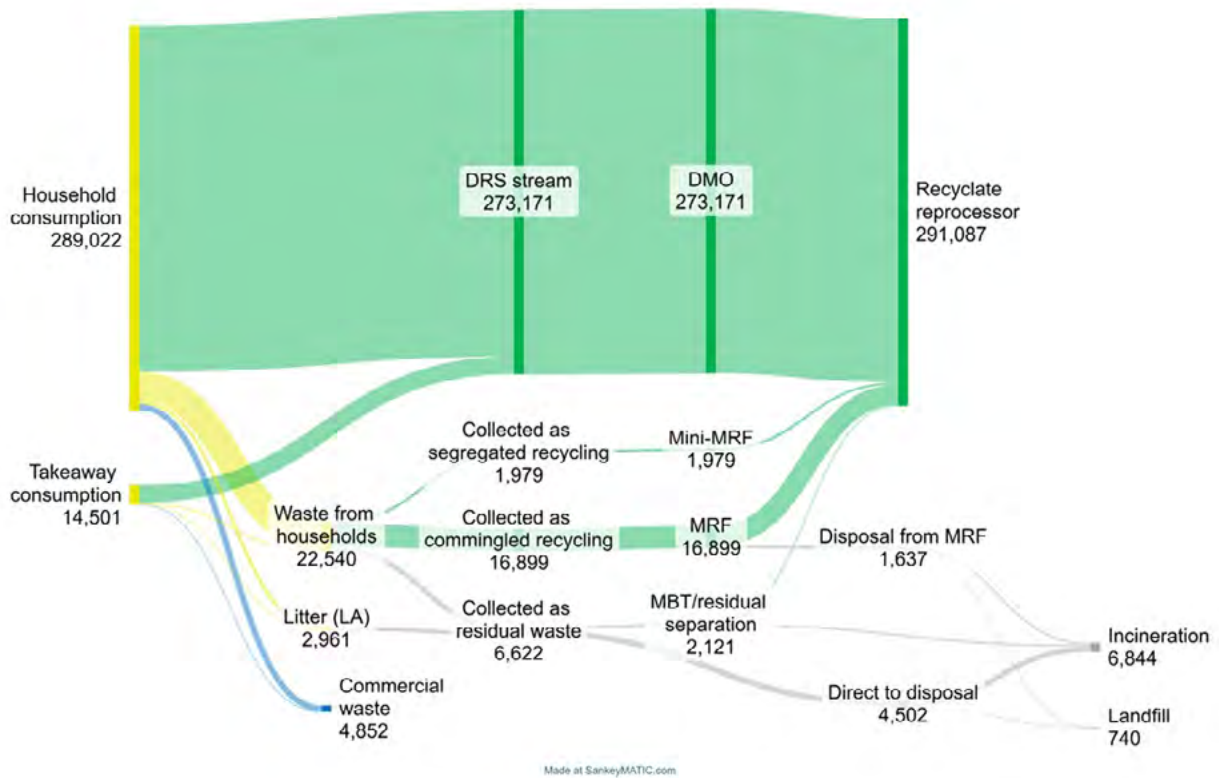 DRS stream
273,171
DMO
273,171
Household
consumption
289,022
Recyclate
reprocessor
291,087
Collected as
segregated recycling
1,979
Mini-MRF
1,979
Takeaway
consumption
14,501
Waste from
households
22,540
Collected as
commingled recycling
16,899
MRF
16,899
Disposal from MRF
1,637
Litter (LA)
2,961
Collected as
residual waste
6,622
MBT/residual
separation
2,121
Incineration
6,844
Commercial
waste
4,852
Direct to disposal
4,502
Landfill
740
Made at SankeyMATIC.com